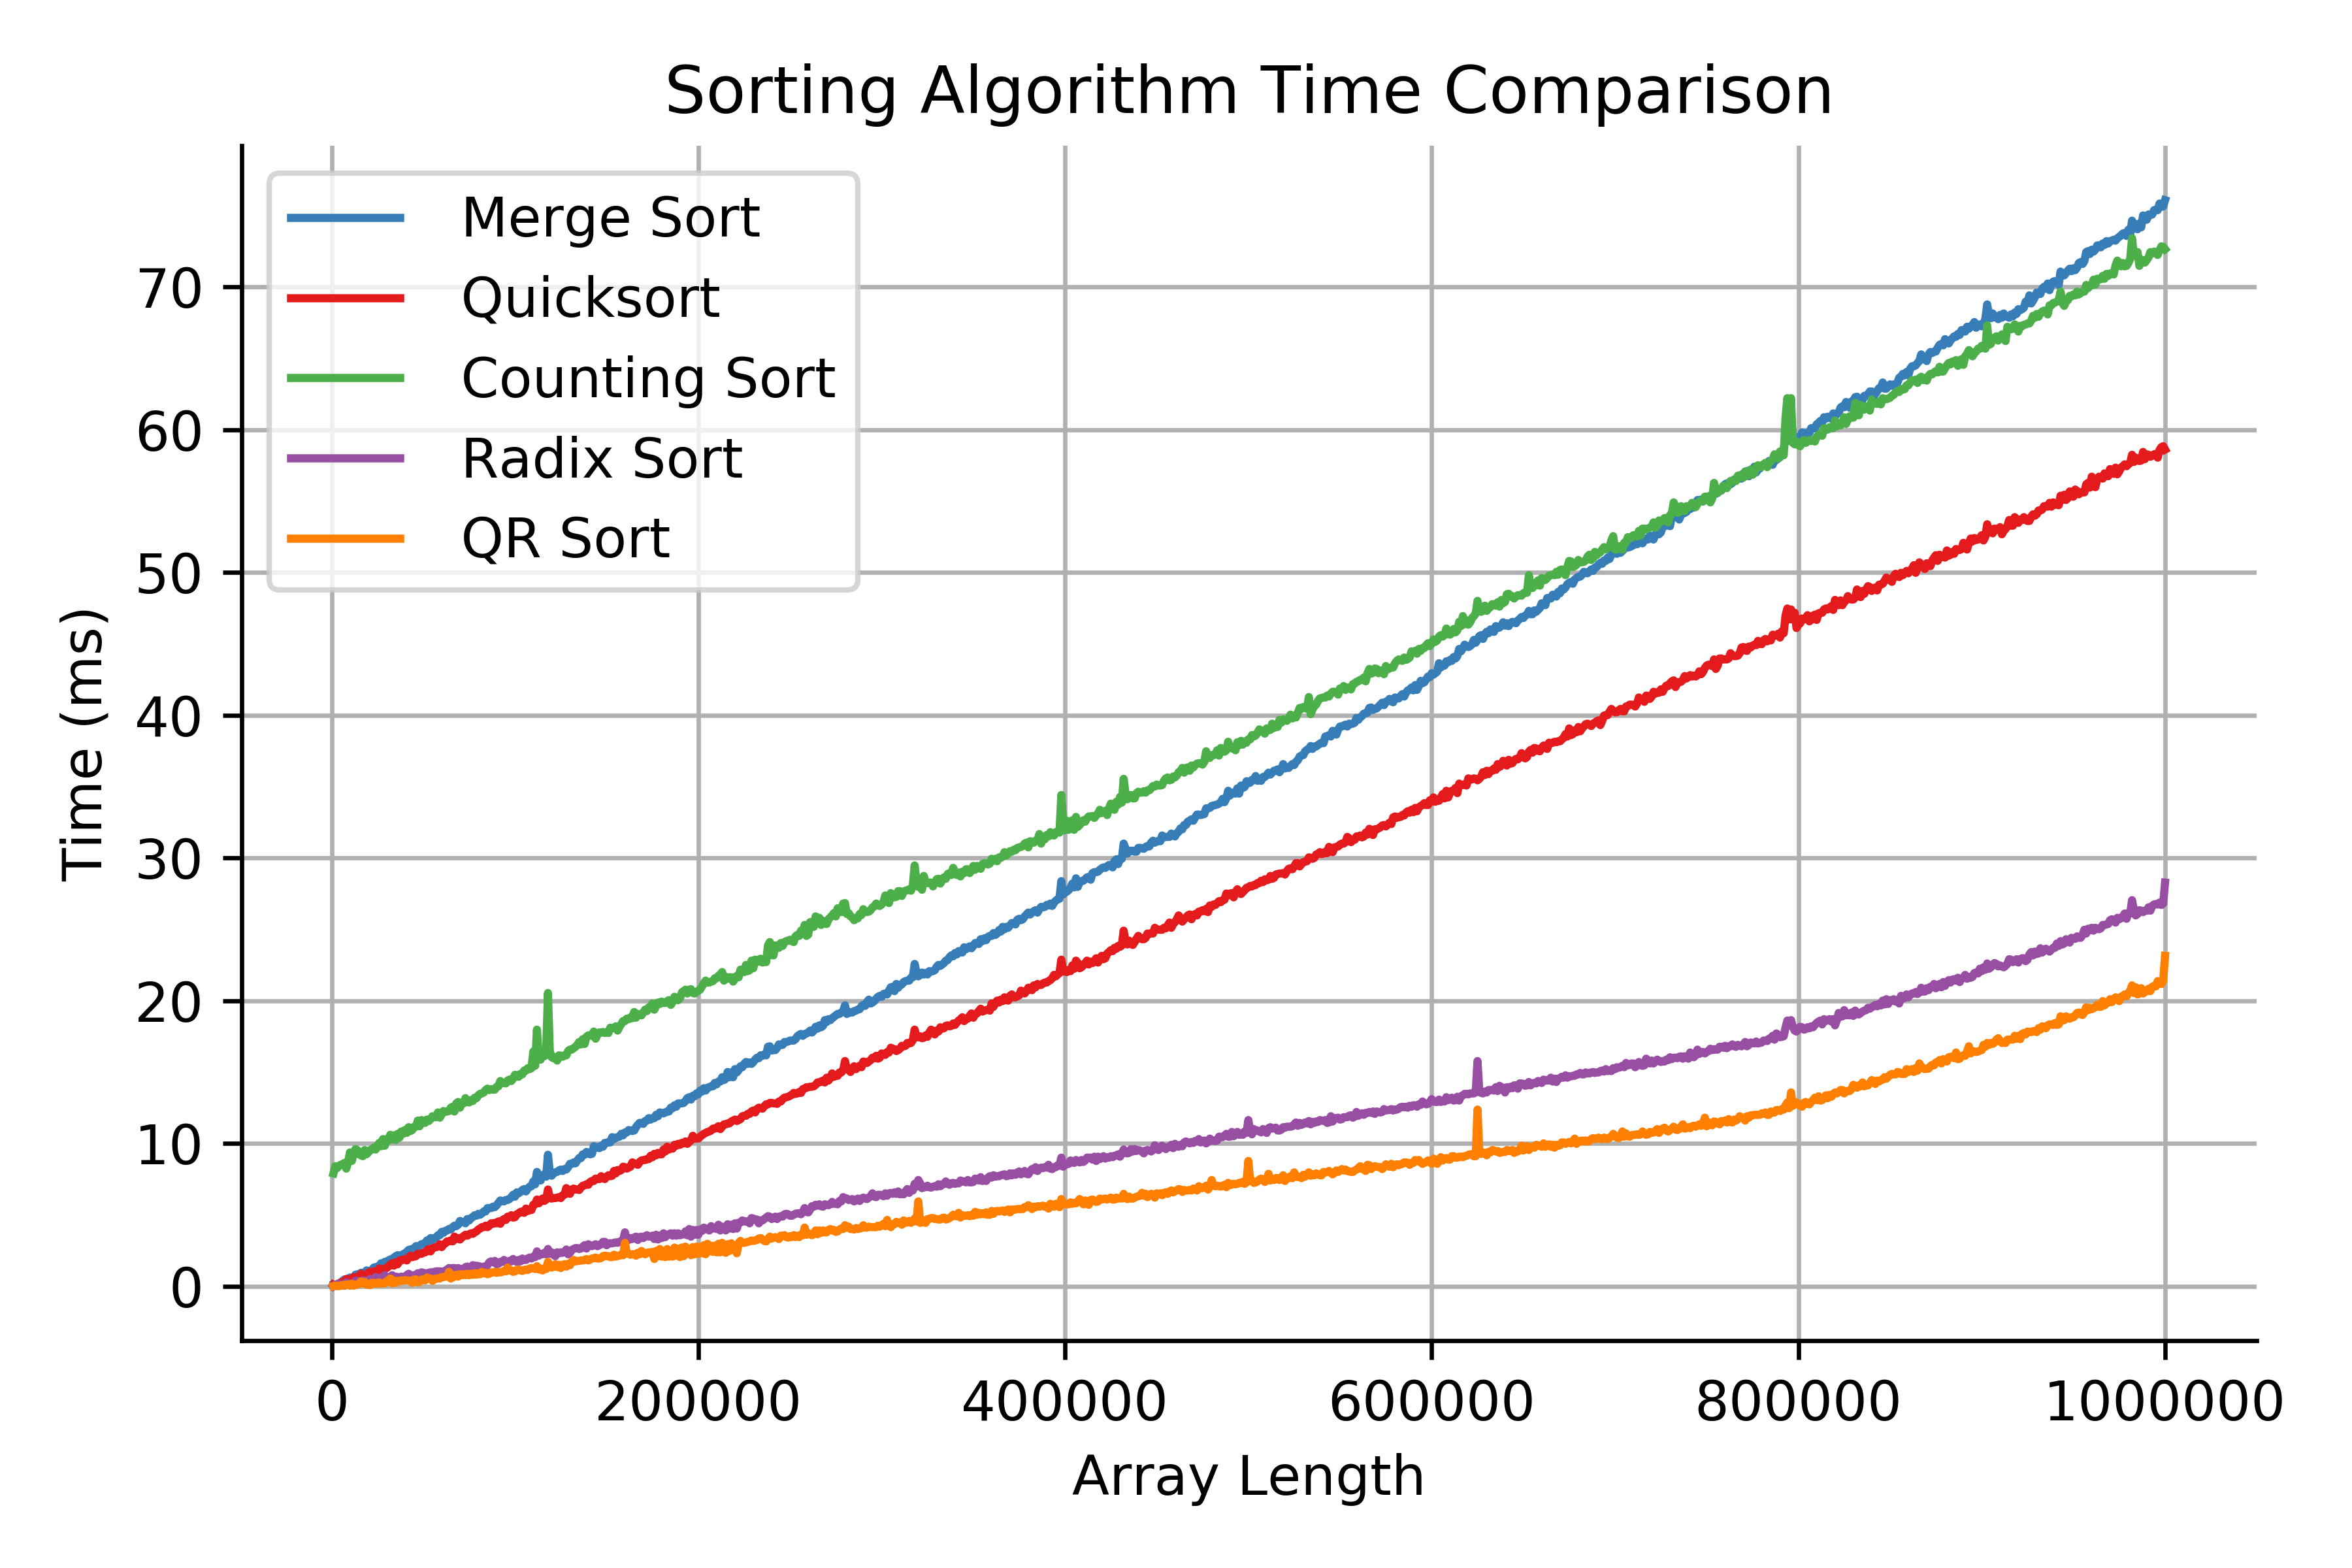 Sorting Algorithm Time Comparison
Merge Sort
Quicksort
Counting Sort
Radix Sort
QR Sort
Time (ms)
70
60
50
40
30
20
10
0
0 200000 400000 600000 800000 1000000
Array Length